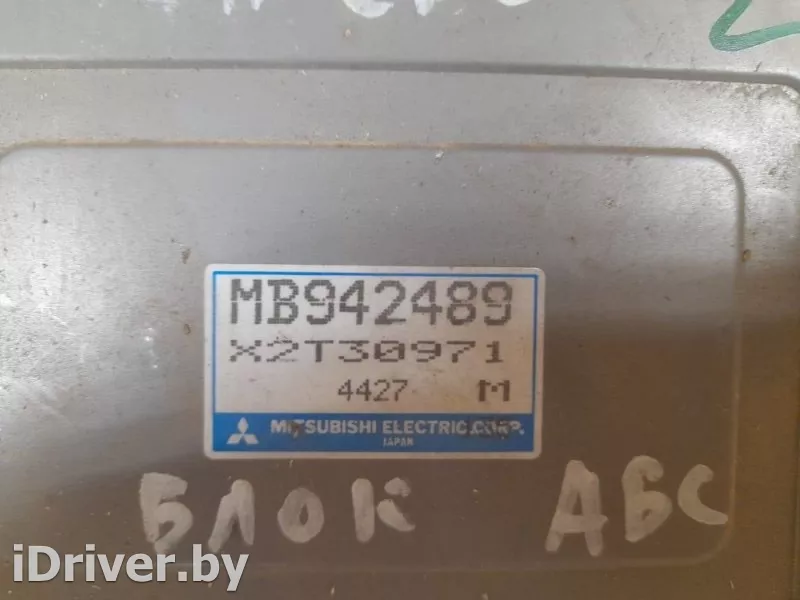 MB942489
X2T30971
4427 M
MITSUBISHI ELECTRIC CORP.
JAPAN
БЛОК АБС
iDriver.by